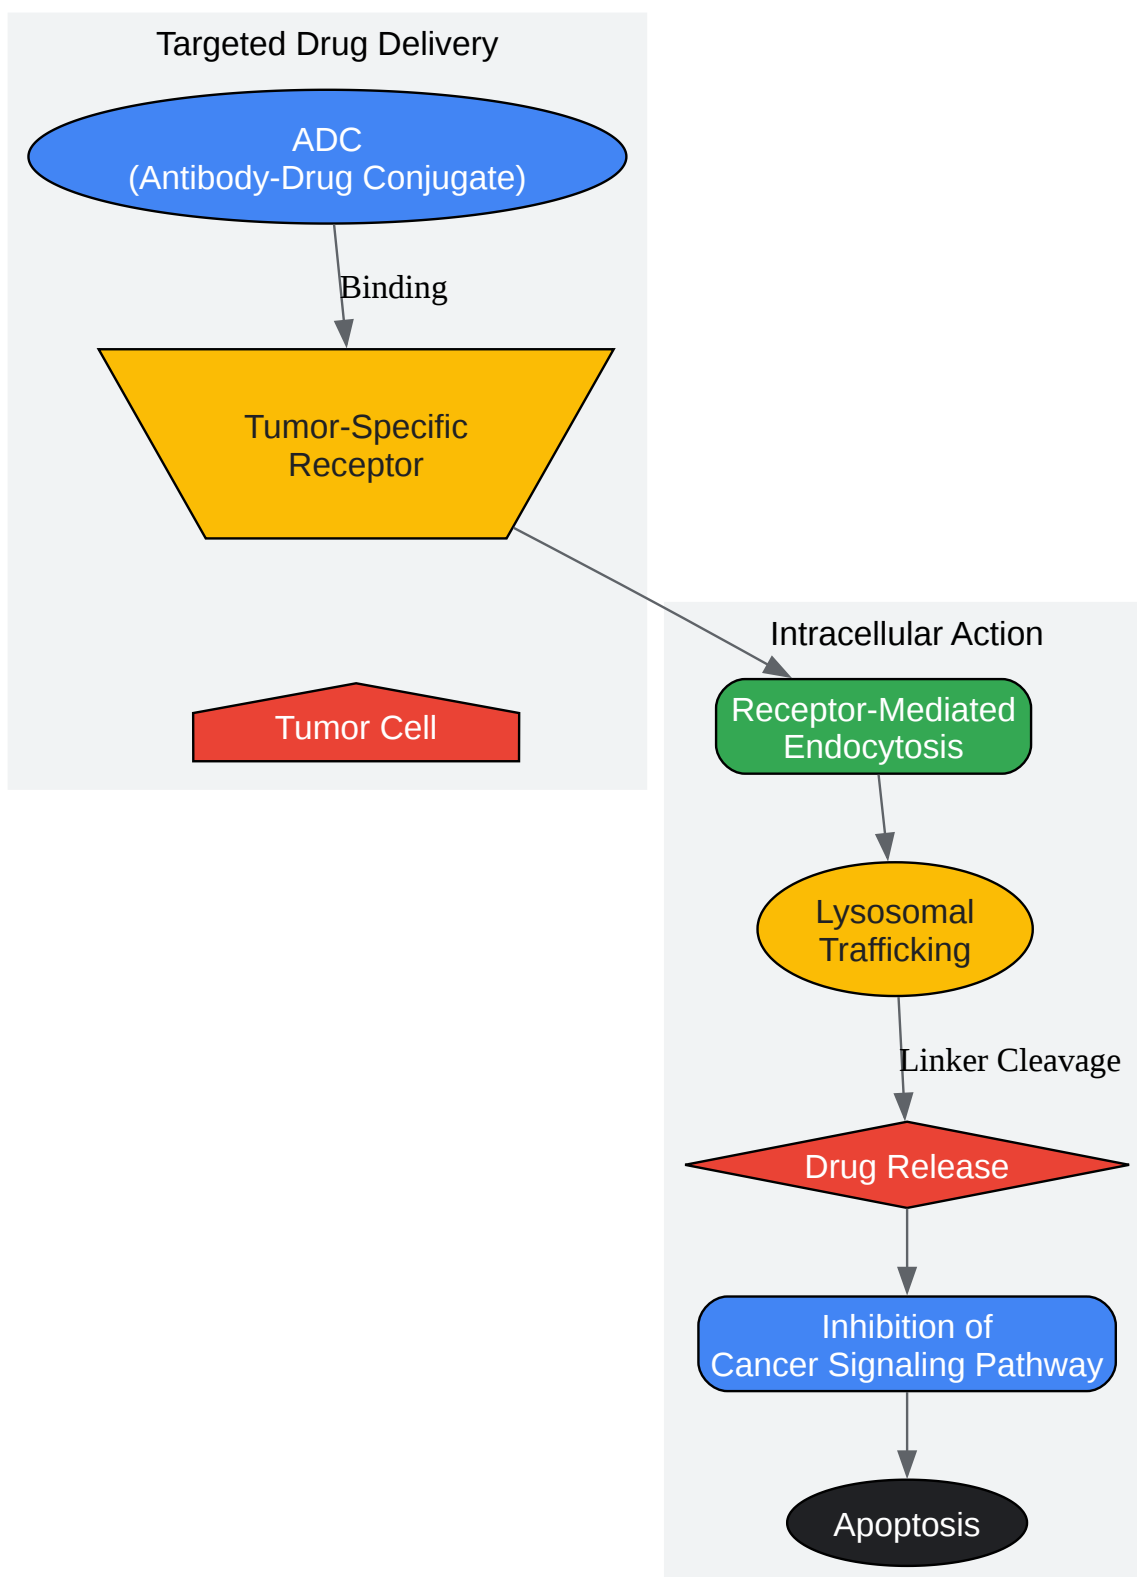 Targeted Drug Delivery
ADC
(Antibody-Drug Conjugate)
Binding
Tumor-Specific
Receptor
Tumor Cell
Intracellular Action
Receptor-Mediated
Endocytosis
Lysosomal
Trafficking
Linker Cleavage
Drug Release
Inhibition of
Cancer Signaling Pathway
Apoptosis